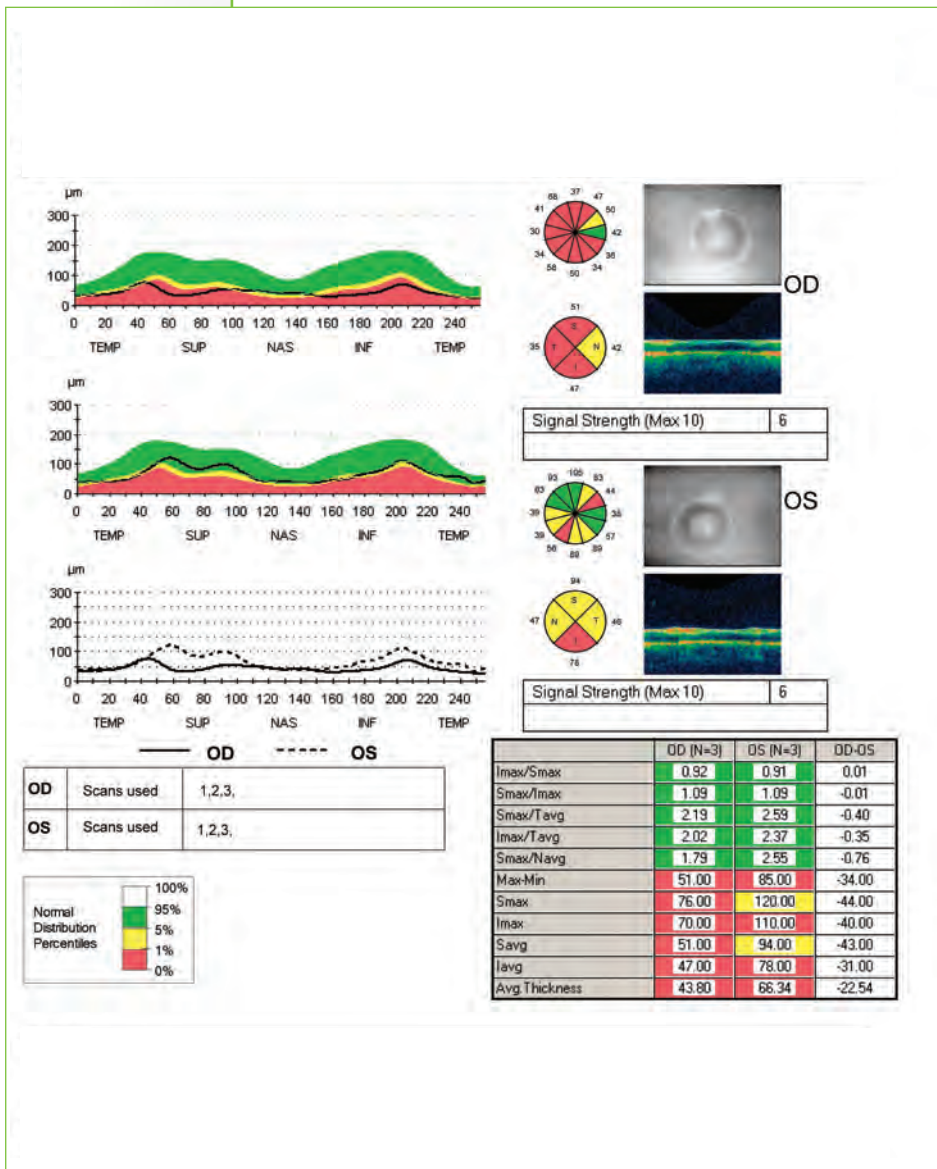 µm
300
200
100
0
0 20 40 60 80 100 120 140 160 180 200 220 240
TEMP SUP NAS INF TEMP
37
47
50
42
36
34
50
58
34
30
41
68
OD
51
S
35 T N 42
I
47
Signal Strength (Max 10) 6
µm
300
200
100
0
0 20 40 60 80 100 120 140 160 180 200 220 240
TEMP SUP NAS INF TEMP
105
83
44
35
57
89
89
56
39
39
63
93
OS
94
S
47 N T 46
I
78
Signal Strength (Max 10) 6
µm
300
200
100
0
0 20 40 60 80 100 120 140 160 180 200 220 240
TEMP SUP NAS INF TEMP
OD OS
OD Scans used 1,2,3,
OS Scans used 1,2,3,
Normal Distribution Percentiles
100%
95%
5%
1%
0%
OD (N=3) OS (N=3) OD-OS
Imax/Smax 0.92 0.91 0.01
Smax/Imax 1.09 1.09 -0.01
Smax/Tavg 2.19 2.59 -0.40
Imax/Tavg 2.02 2.37 -0.35
Smax/Navg 1.79 2.55 -0.76
Max-Min 51.00 85.00 -34.00
Smax 76.00 120.00 -44.00
Imax 70.00 110.00 -40.00
Savg 51.00 94.00 -43.00
Iavg 47.00 78.00 -31.00
Avg.Thickness 43.80 66.34 -22.54